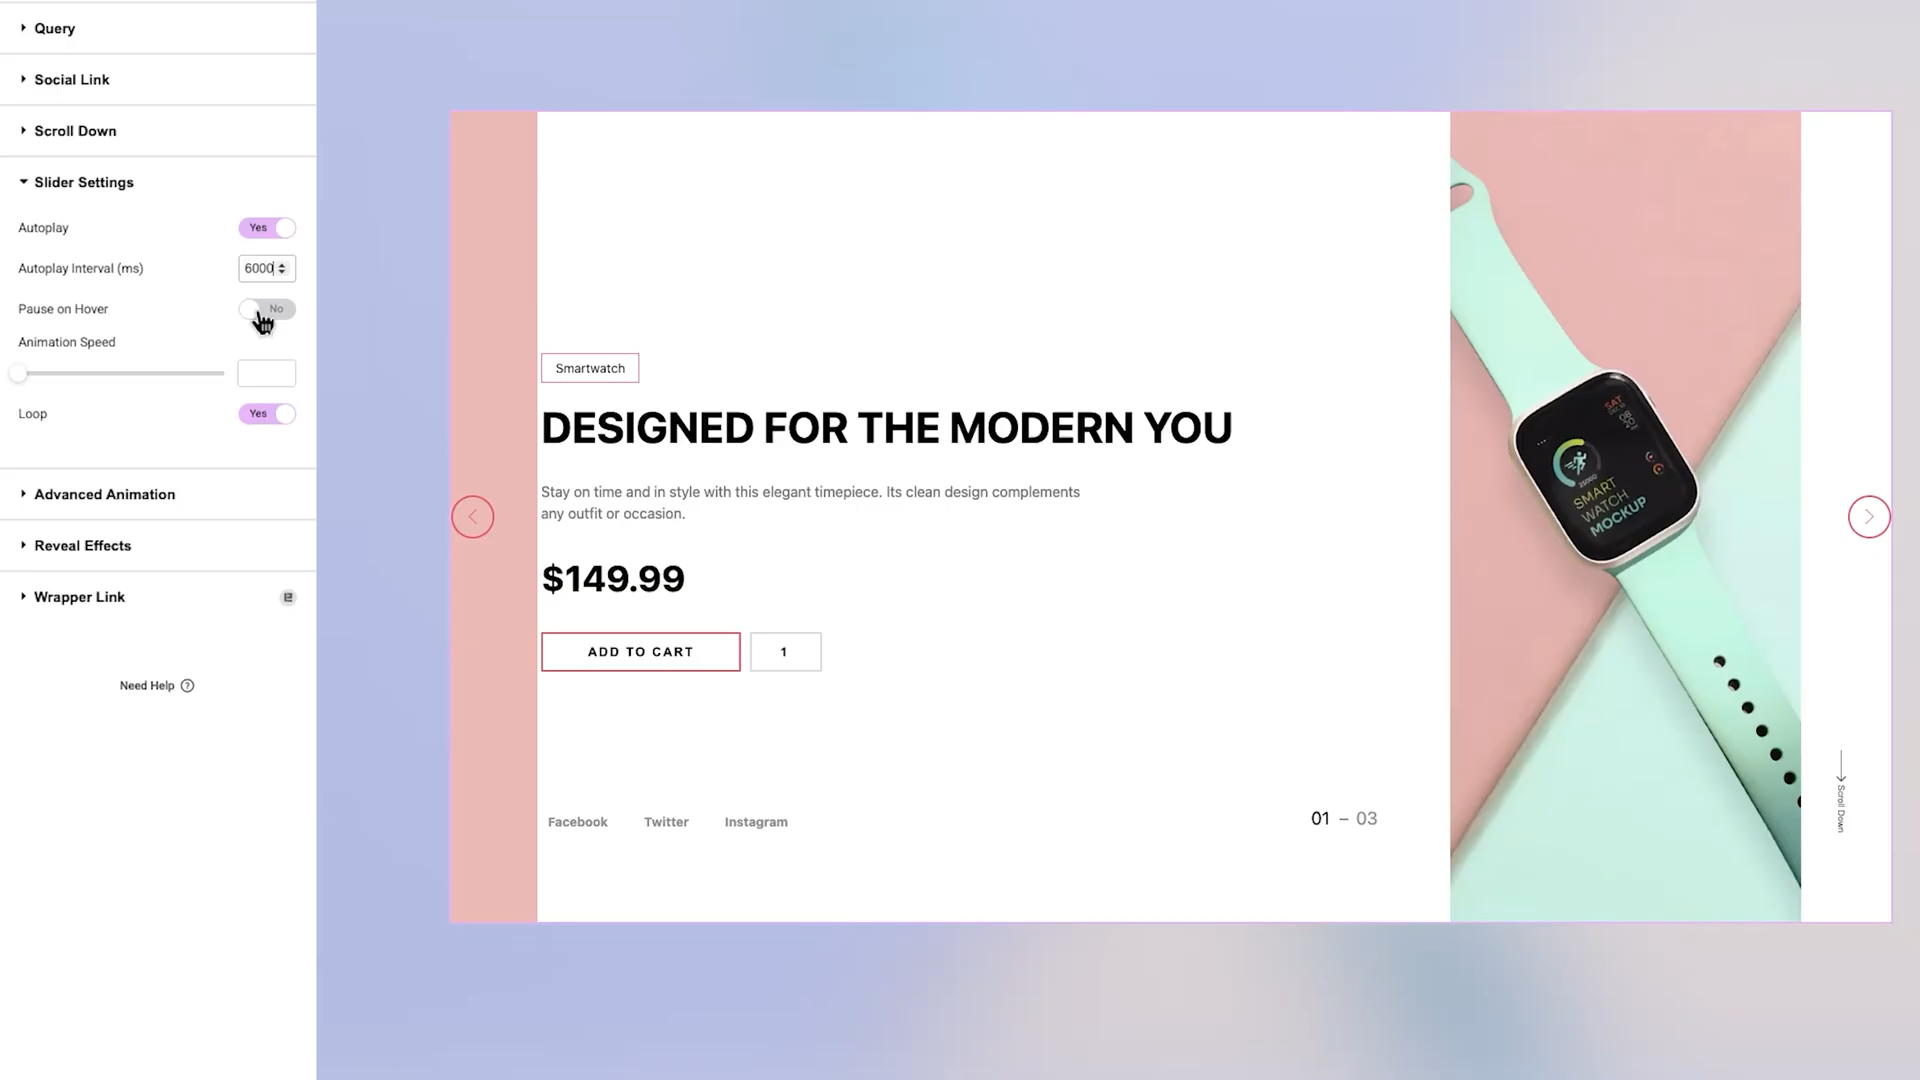 Query
Social Link
Scroll Down
Slider Settings
Autoplay
Yes
Autoplay Interval (ms)
6000
Pause on Hover
No
Animation Speed
Loop
Yes
Advanced Animation
Reveal Effects
Wrapper Link
Need Help
Smartwatch
DESIGNED FOR THE MODERN YOU
Stay on time and in style with this elegant timepiece. Its clean design complements
any outfit or occasion.
$149.99
ADD TO CART
1
Facebook
Twitter
Instagram
01 – 03
SAT
SMART
WATCH
MOCKUP
Scroll Down